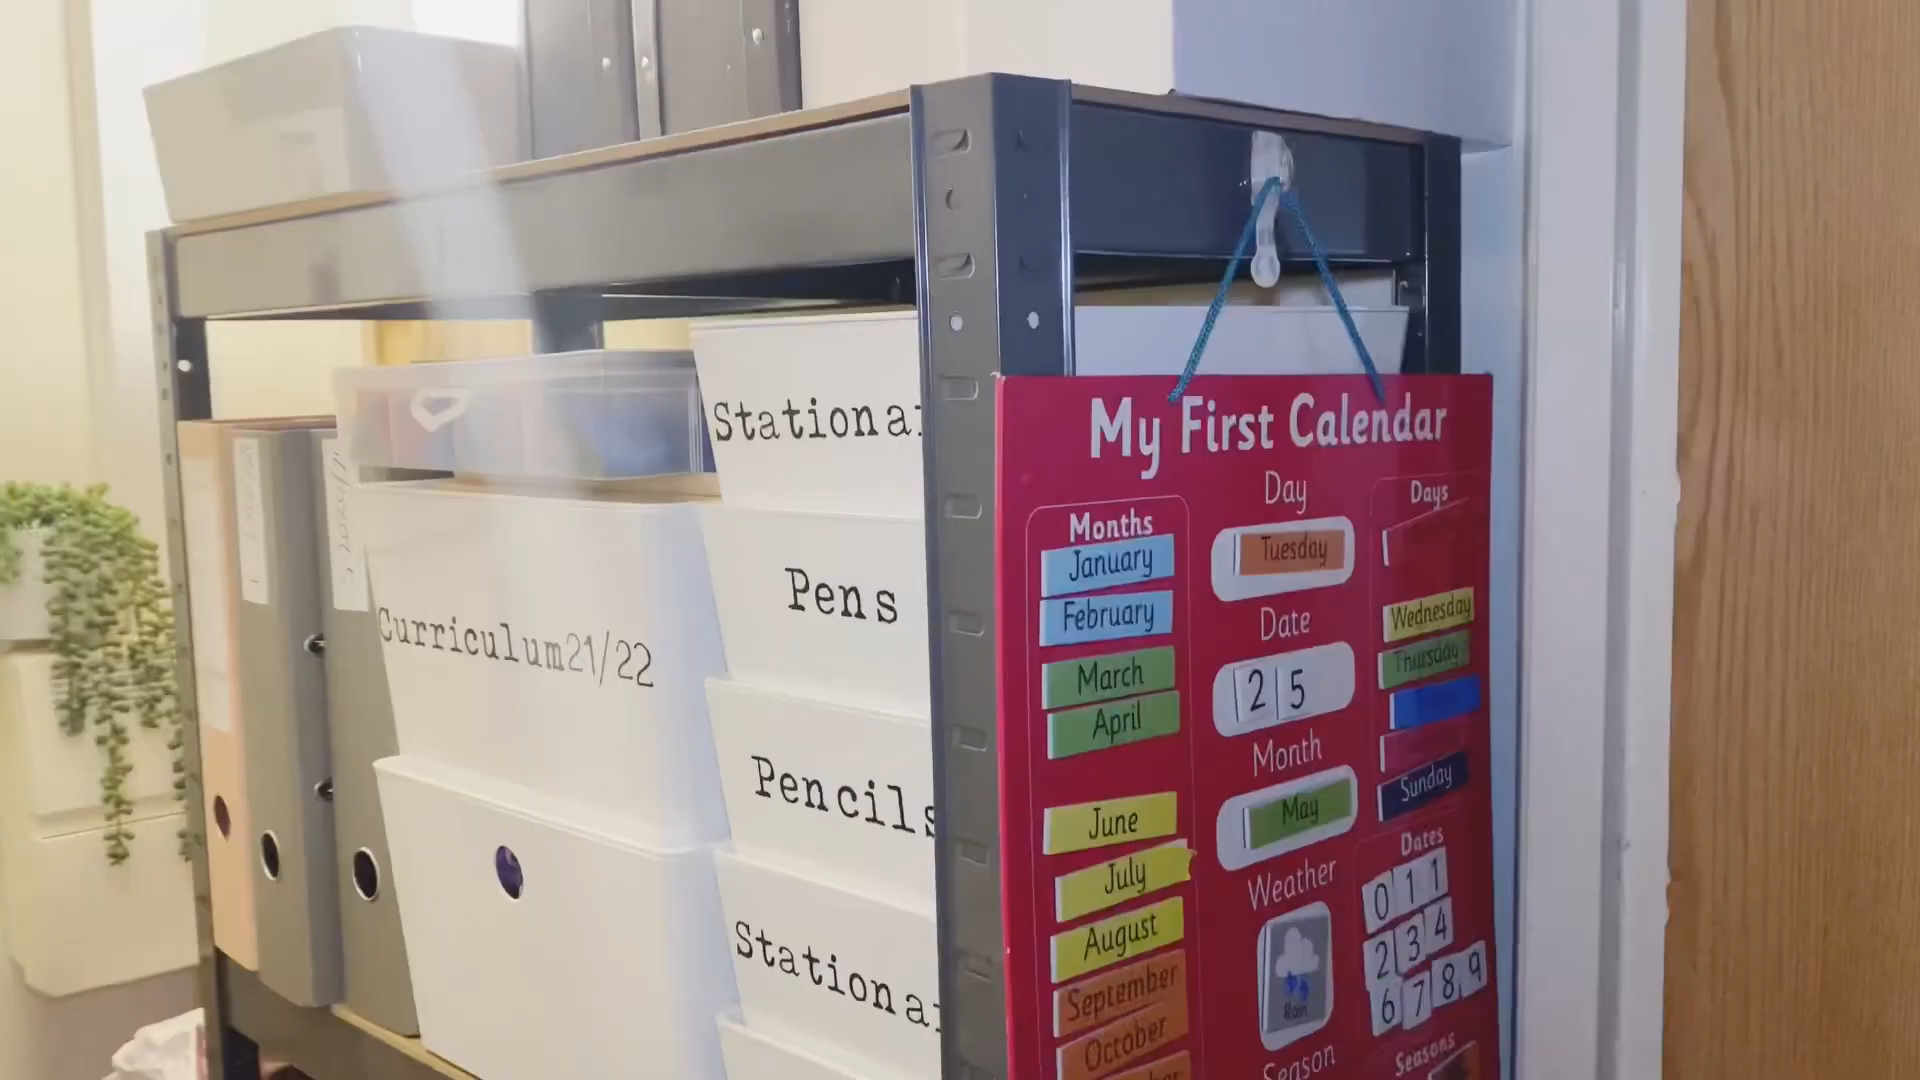 Stationa
Pens
Pencils
Stationa
Curriculum21/22
My First Calendar
Months
January
February
March
April
June
July
August
September
October
Day
Tuesday
Date
2 5
Month
May
Weather
Rain
Season
Days
Wednesday
Thursday
Sunday
Dates
0 1 1
2 3 4
6 7 8 9
Seasons